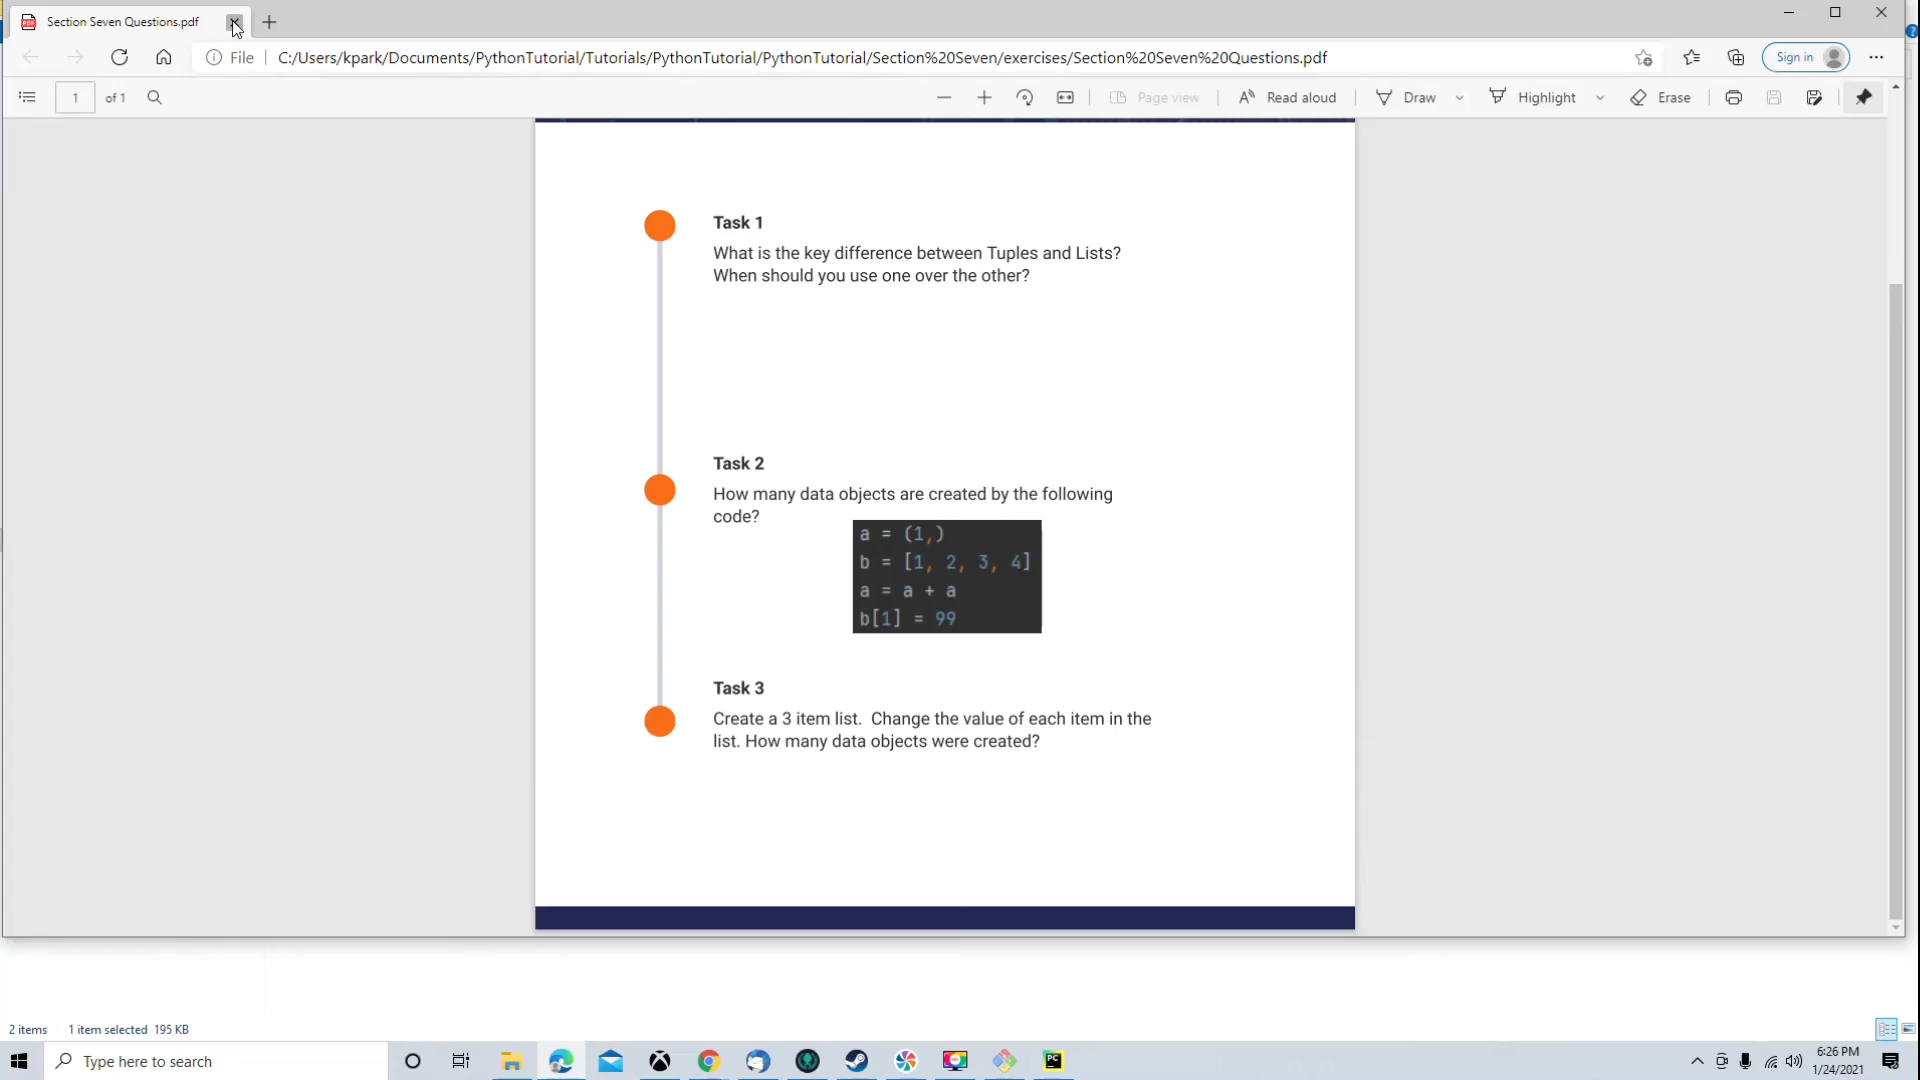 Section Seven Questions.pdf
File
C:/Users/kpark/Documents/PythonTutorial/Tutorials/PythonTutorial/PythonTutorial/Section%20Seven/exercises/Section%20Seven%20Questions.pdf
Sign in
1 of 1
Page view
Read aloud
Draw
Highlight
Erase
Task 1
What is the key difference between Tuples and Lists?
When should you use one over the other?
Task 2
How many data objects are created by the following
code?
a = (1,)
b = [1, 2, 3, 4]
a = a + a
b[1] = 99
Task 3
Create a 3 item list.  Change the value of each item in the
list. How many data objects were created?
2 items 1 item selected 195 KB
Type here to search
6:26 PM
1/24/2021